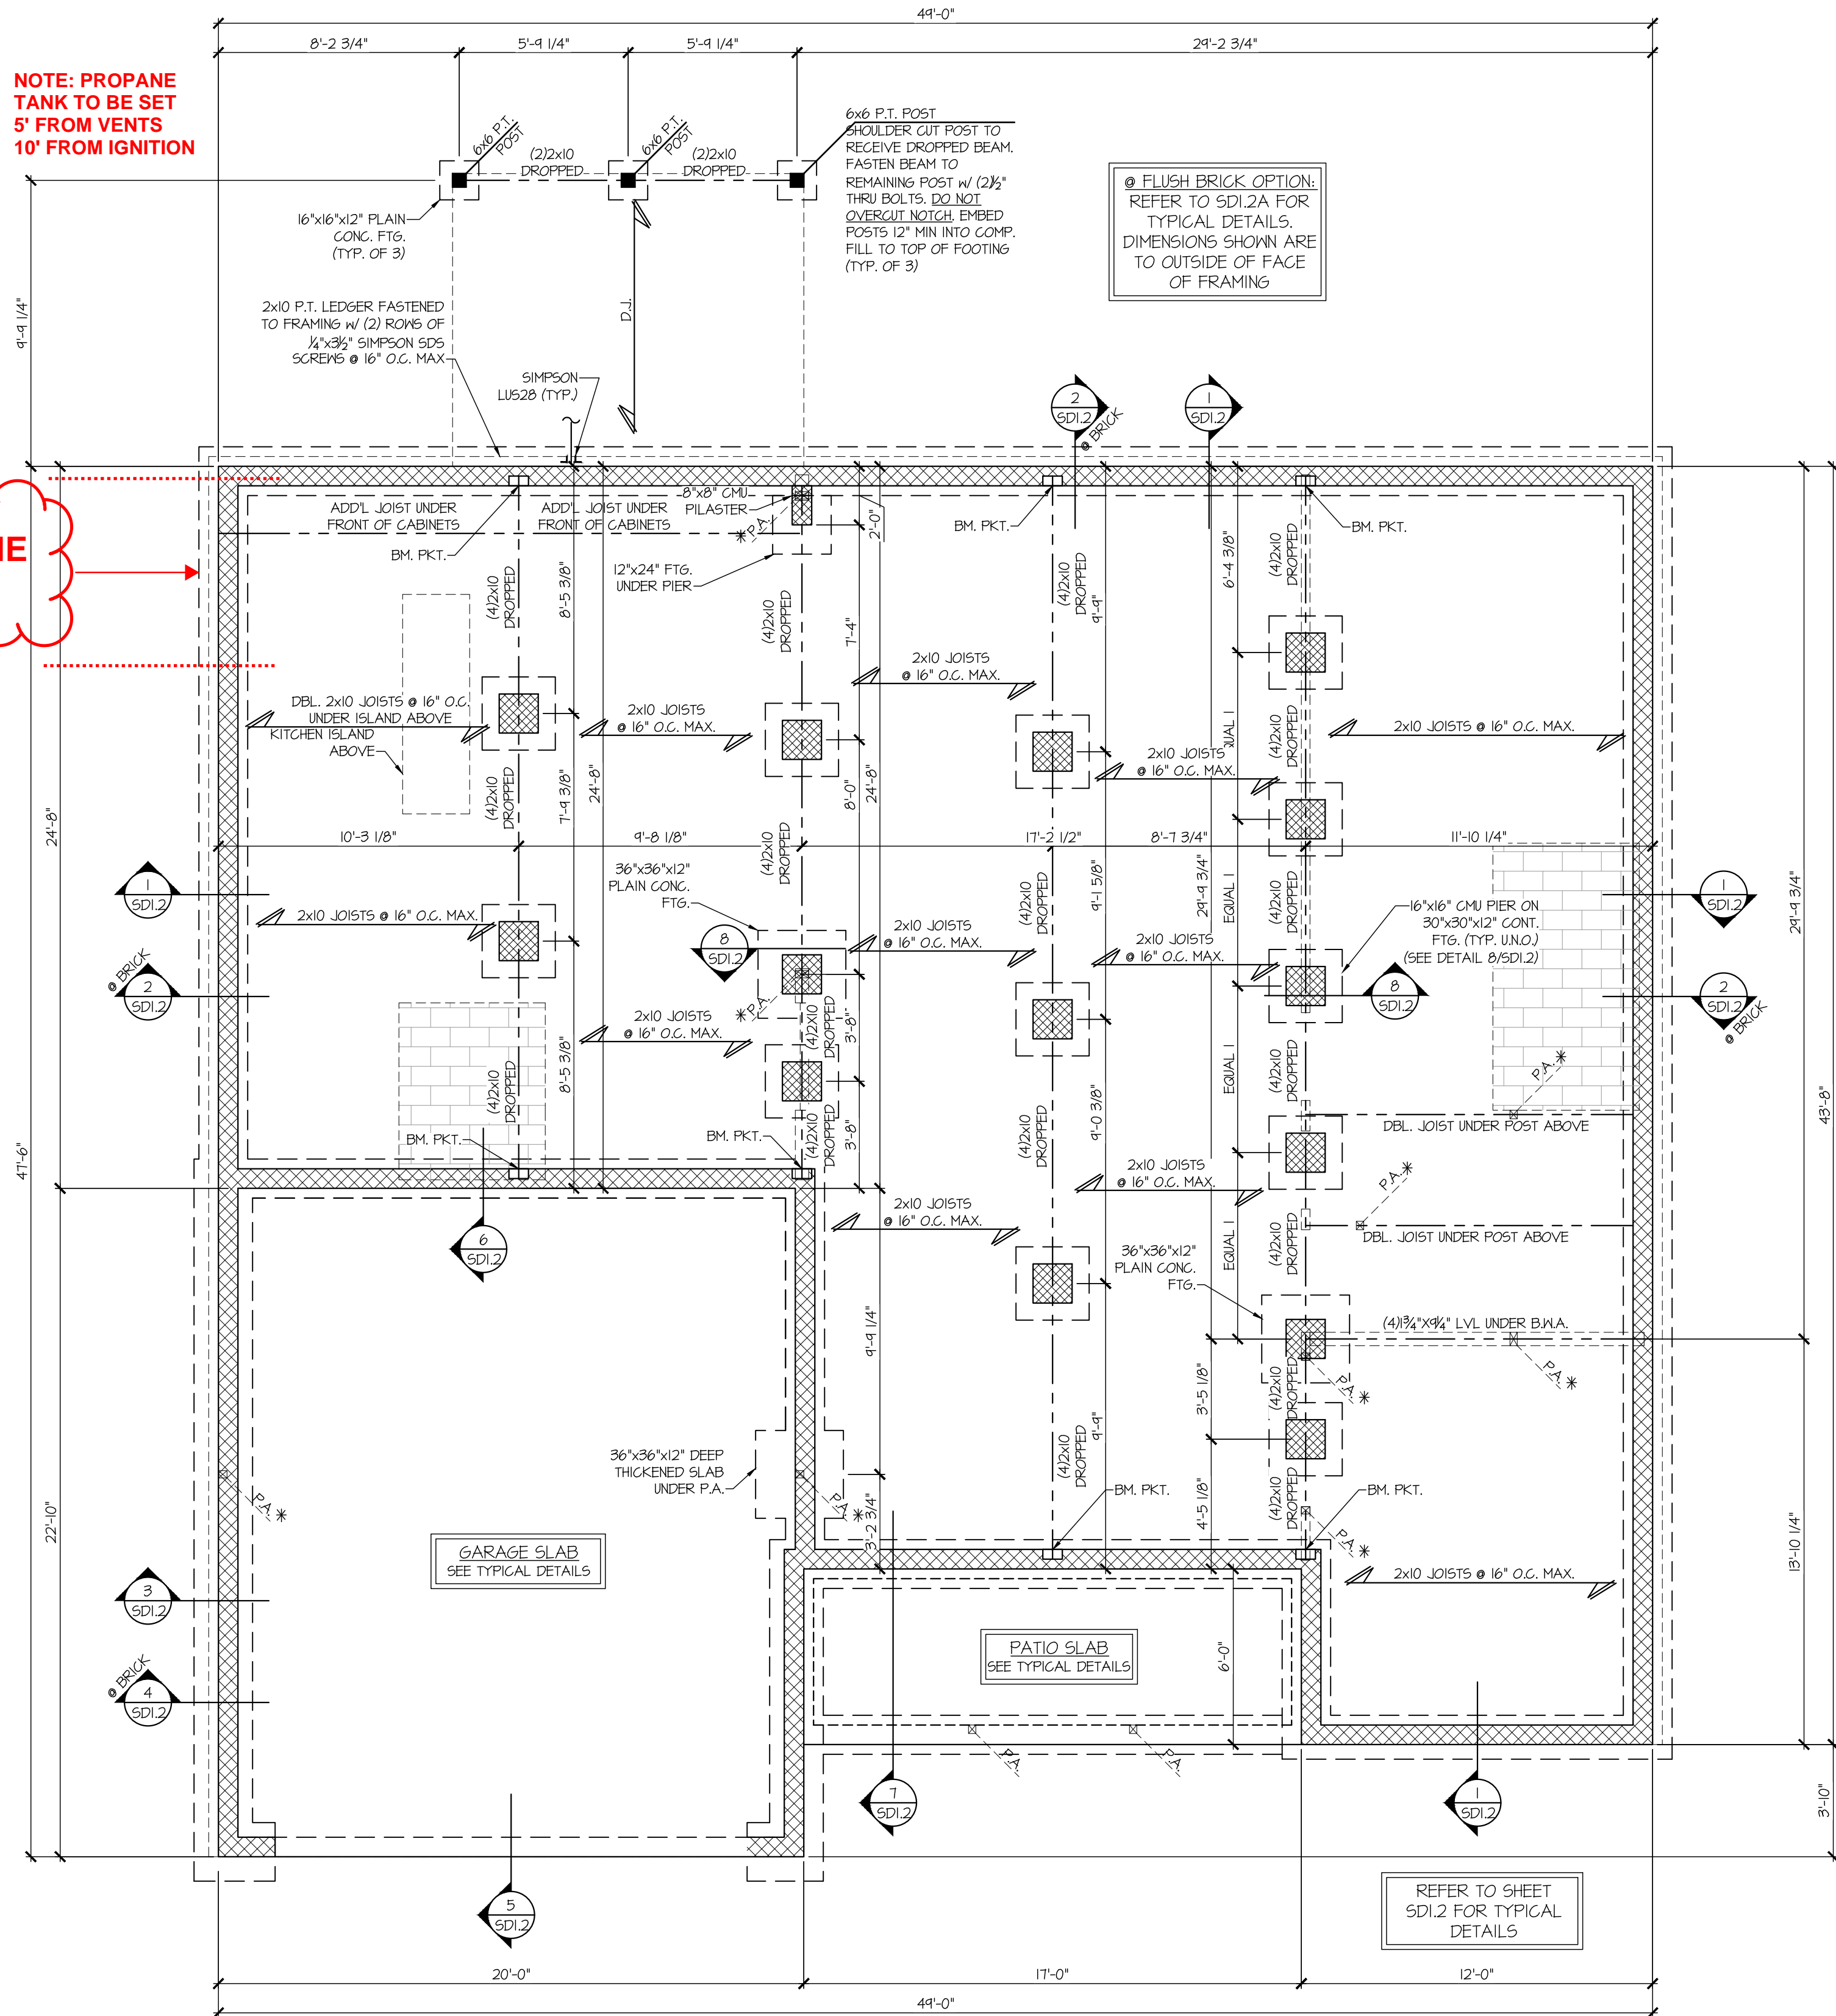 49'-0"
8'-2 3/4"
5'-9 1/4"
5'-9 1/4"
29'-2 3/4"
NOTE: PROPANE
TANK TO BE SET
5' FROM VENTS
10' FROM IGNITION
6x6 P.T.
POST
(2)2x10
DROPPED
6x6 P.T.
POST
(2)2x10
DROPPED
6x6 P.T. POST
SHOULDER CUT POST TO
RECEIVE DROPPED BEAM.
FASTEN BEAM TO
REMAINING POST w/ (2)½"
THRU BOLTS. DO NOT
OVERCUT NOTCH. EMBED
POSTS 12" MIN INTO COMP.
FILL TO TOP OF FOOTING
(TYP. OF 3)
@ FLUSH BRICK OPTION:
REFER TO SD1.2A FOR
TYPICAL DETAILS.
DIMENSIONS SHOWN ARE
TO OUTSIDE OF FACE
OF FRAMING
16"x16"x12" PLAIN
CONC. FTG.
(TYP. OF 3)
9'-9 1/4"
2x10 P.T. LEDGER FASTENED
TO FRAMING w/ (2) ROWS OF
¼"x3½" SIMPSON SDS
SCREWS @ 16" O.C. MAX
D.J.
SIMPSON
LUS28 (TYP.)
2
SD1.2
@ BRICK
1
SD1.2
ADD'L JOIST UNDER
FRONT OF CABINETS
ADD'L JOIST UNDER
FRONT OF CABINETS
8"x8" CMU
PILASTER
P.A.
2'-0"
BM. PKT.
BM. PKT.
BM. PKT.
12"x24" FTG.
UNDER PIER
(4)2x10
DROPPED
8'-5 3/8"
(4)2x10
DROPPED
7'-4"
(4)2x10
DROPPED
9'-9"
6'-4 3/8"
(4)2x10
DROPPED
2x10 JOISTS
@ 16" O.C. MAX.
DBL. 2x10 JOISTS @ 16" O.C.
UNDER ISLAND ABOVE
KITCHEN ISLAND
ABOVE
2x10 JOISTS
@ 16" O.C. MAX.
EQUAL 1
(4)2x10
DROPPED
2x10 JOISTS @ 16" O.C. MAX.
2x10 JOISTS
@ 16" O.C. MAX.
(4)2x10
DROPPED
7'-9 3/8"
24'-8"
8'-0"
24'-8"
24'-8"
10'-3 1/8"
9'-8 1/8"
17'-2 1/2"
8'-7 3/4"
11'-10 1/4"
(4)2x10
DROPPED
36"x36"x12"
PLAIN CONC.
FTG.
1
SD1.2
2x10 JOISTS @ 16" O.C. MAX.
(4)2x10
DROPPED
9'-1 5/8"
29'-9 3/4"
EQUAL 1
(4)2x10
DROPPED
16"x16" CMU PIER ON
30"x30"x12" CONT.
FTG. (TYP. U.N.O.)
(SEE DETAIL 8/SD1.2)
1
SD1.2
29'-9 3/4"
8
SD1.2
2x10 JOISTS
@ 16" O.C. MAX.
2x10 JOISTS
@ 16" O.C. MAX.
@ BRICK
2
SD1.2
P.A.
8
SD1.2
2
SD1.2
@ BRICK
2x10 JOISTS
@ 16" O.C. MAX.
(4)2x10
DROPPED
3'-8"
(4)2x10
DROPPED
8'-5 3/8"
EQUAL 1
(4)2x10
DROPPED
P.A.
9'-0 3/8"
43'-8"
47'-6"
BM. PKT.
BM. PKT.
(4)2x10
DROPPED
3'-8"
(4)2x10
DROPPED
DBL. JOIST UNDER POST ABOVE
P.A.
2x10 JOISTS
@ 16" O.C. MAX.
2x10 JOISTS
@ 16" O.C. MAX.
6
SD1.2
36"x36"x12"
PLAIN CONC.
FTG.
EQUAL 1
(4)2x10
DROPPED
DBL. JOIST UNDER POST ABOVE
9'-9 1/4"
(4)1¾"x9¼" LVL UNDER B.W.A.
P.A.
P.A.
(4)2x10
DROPPED
3'-5 1/8"
36"x36"x12" DEEP
THICKENED SLAB
UNDER P.A.
(4)2x10
DROPPED
9'-9"
BM. PKT.
BM. PKT.
4'-5 1/8"
(4)2x10
DROPPED
P.A.
P.A.
3'-2 3/4"
P.A.
22'-10"
GARAGE SLAB
SEE TYPICAL DETAILS
2x10 JOISTS @ 16" O.C. MAX.
13'-10 1/4"
3
SD1.2
PATIO SLAB
SEE TYPICAL DETAILS
6'-0"
@ BRICK
4
SD1.2
P.A.
P.A.
7
SD1.2
1
SD1.2
3'-10"
5
SD1.2
REFER TO SHEET
SD1.2 FOR TYPICAL
DETAILS
20'-0"
17'-0"
12'-0"
49'-0"